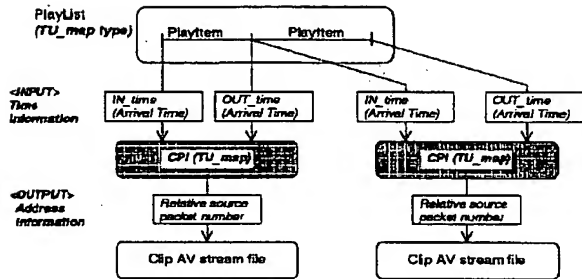 PlayList
(TU_map type)
PlayItem PlayItem
<INPUT>
Time
Information
IN_time
(Arrival Time)
OUT_time
(Arrival Time)
IN_time
(Arrival Time)
OUT_time
(Arrival Time)
CPI (TU_map)
CPI (TU_map)
<OUTPUT>
Address
Information
Relative source
packet number
Relative source
packet number
Clip AV stream file
Clip AV stream file